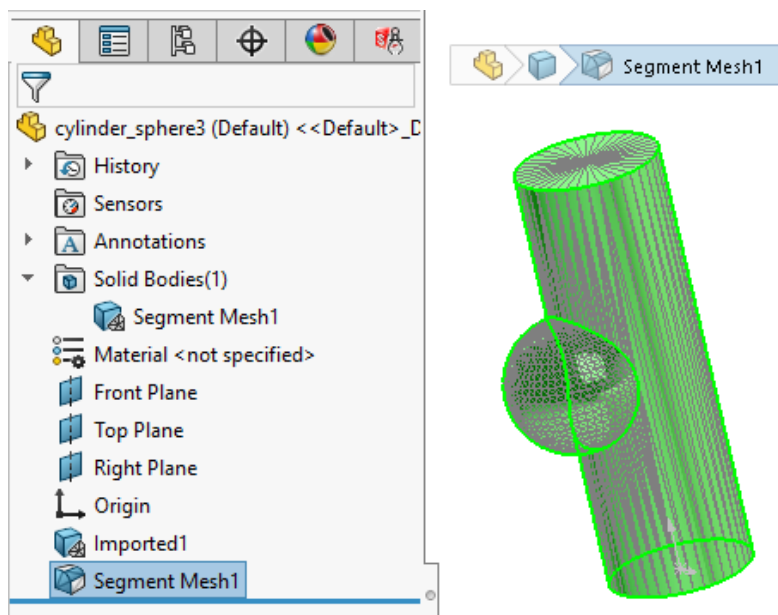 cylinder_sphere3 (Default) <<Default>_D
History
Sensors
Annotations
Solid Bodies(1)
Segment Mesh1
Material <not specified>
Front Plane
Top Plane
Right Plane
Origin
Imported1
Segment Mesh1
Segment Mesh1